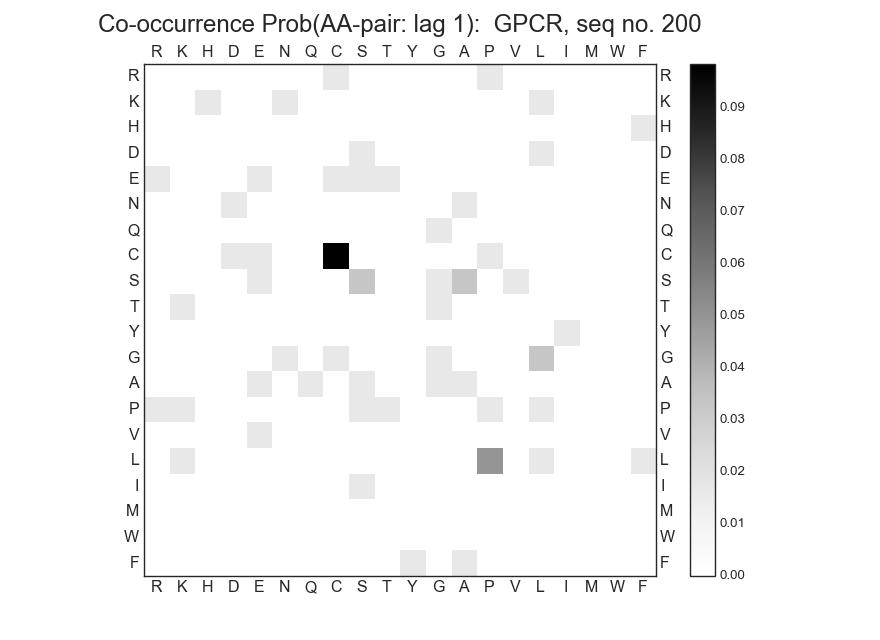 Co-occurrence Prob(AA-pair: lag 1):  GPCR, seq no. 200
R K H D E N Q C S T Y G A P V L I M W F
R R
K K
H H
0.09
D D
0.08
E E
N N
0.07
Q Q
C C
0.06
S S
T T
0.05
Y Y
G G
0.04
A A
P P
0.03
V V
L L
0.02
I I
M M
0.01
W W
F F
0.00
R K H D E N Q C S T Y G A P V L I M W F